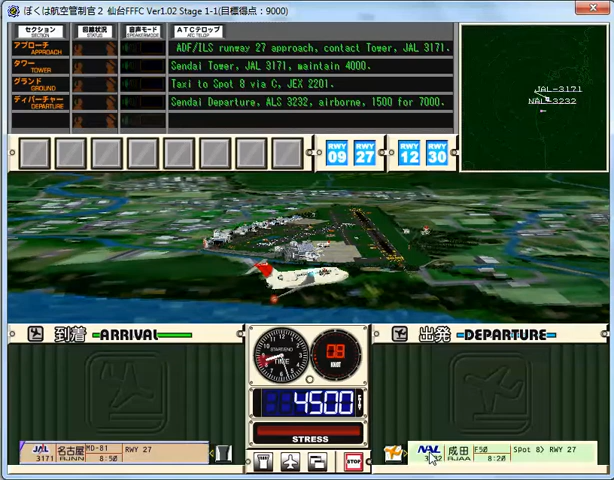 ぼくは航空管制官2 仙台FFFC Ver1.02 Stage 1-1(目標得点：9000)
セクション SECTION 回線状況 STATUS 音声モード SPEAKERMODE ATCテロップ ATC TELOP
アプローチ APPROACH ADF/ILS runway 27 approach, contact Tower, JAL 3171.
タワー TOWER Sendai Tower, JAL 3171, maintain 4000.
グランド GROUND Taxi to Spot 8 via C, JEX 2201.
ディパーチャー DEPARTURE Sendai Departure, ALS 3232, airborne, 1500 for 7000.
JAL-3171
NAL-3232
RWY 09 RWY 27 RWY 12 RWY 30
到着 ARRIVAL
出発 DEPARTURE
TIME
KNOT
4500
STRESS
STOP
JAL 3171 名古屋 RJNN MD-81 8:50 RWY 27
NAL 成田 RJAA F50 8:20 Spot 8> RWY 27